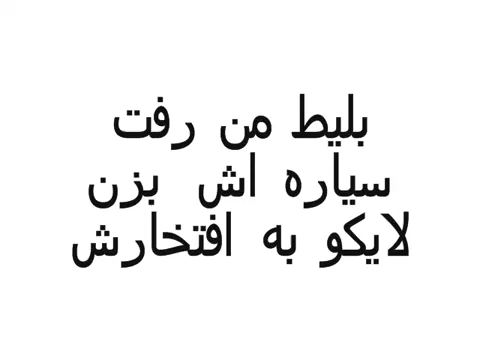 بلیط من رفت
سیاره اش بزن
لایکو به افتخارش